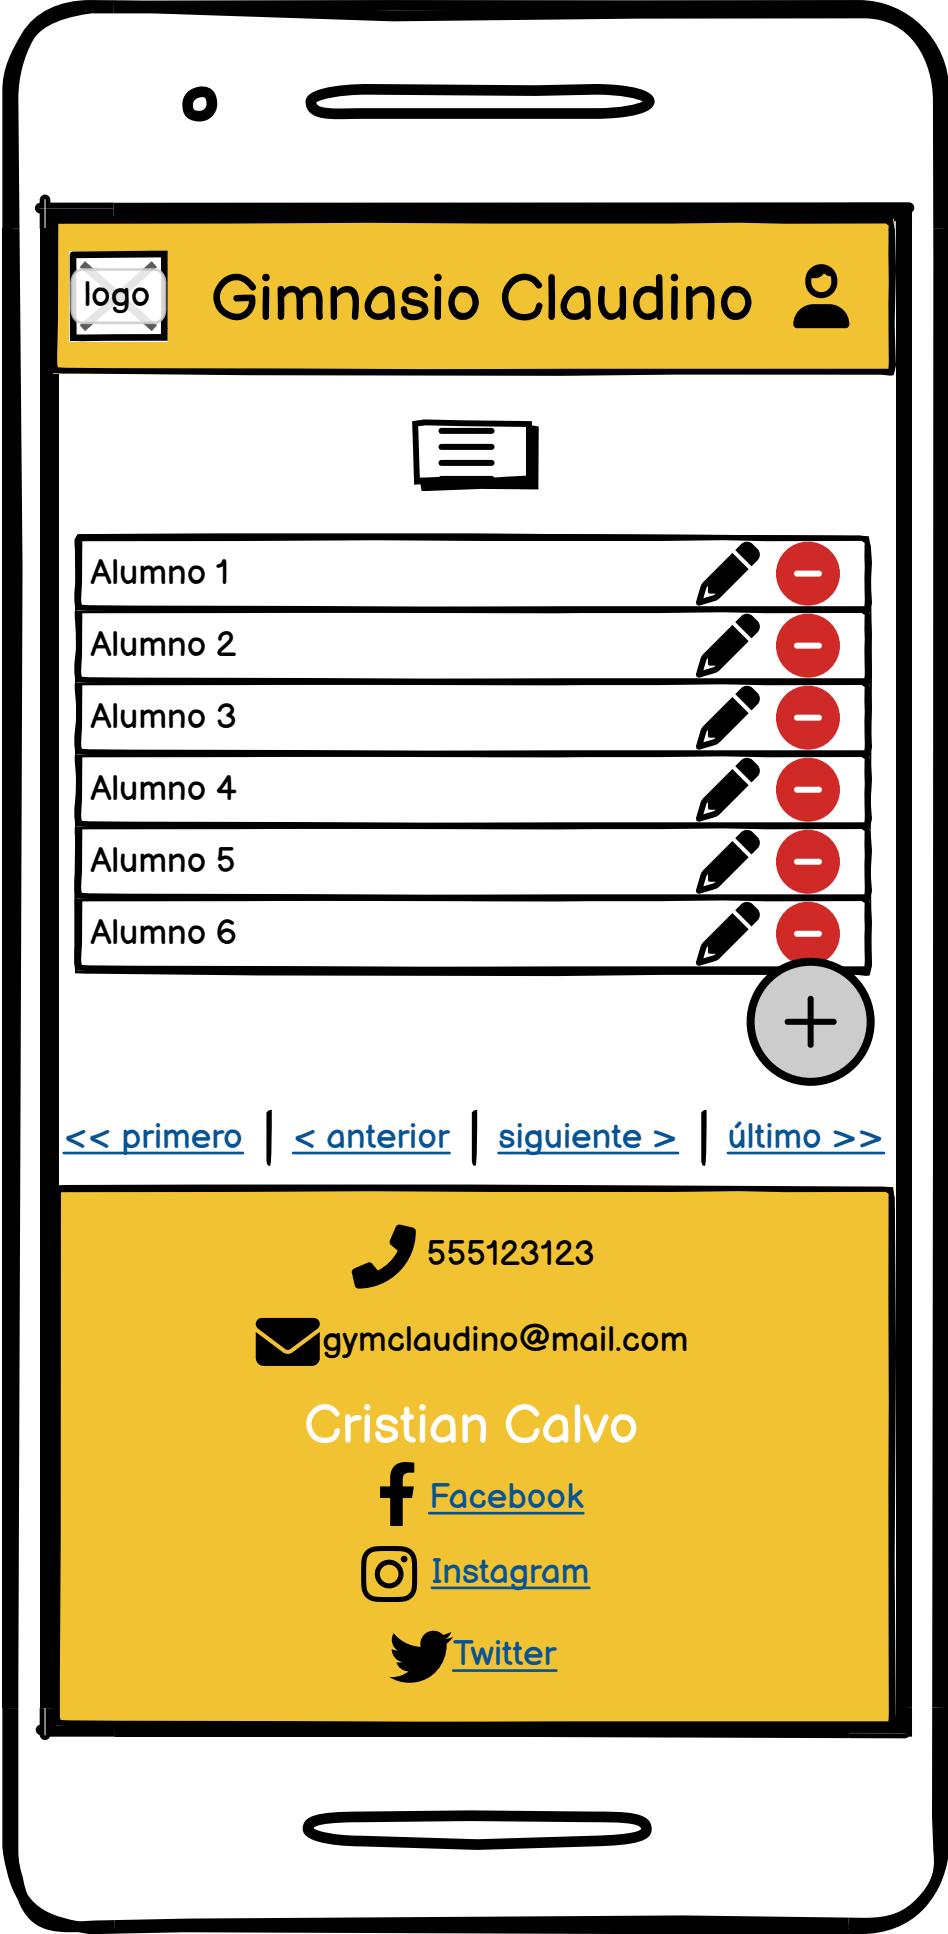 logo
Gimnasio Claudino
Alumno 1
Alumno 2
Alumno 3
Alumno 4
Alumno 5
Alumno 6
<< primero | < anterior | siguiente > | último >>
555123123
gymclaudino@mail.com
Cristian Calvo
Facebook
Instagram
Twitter